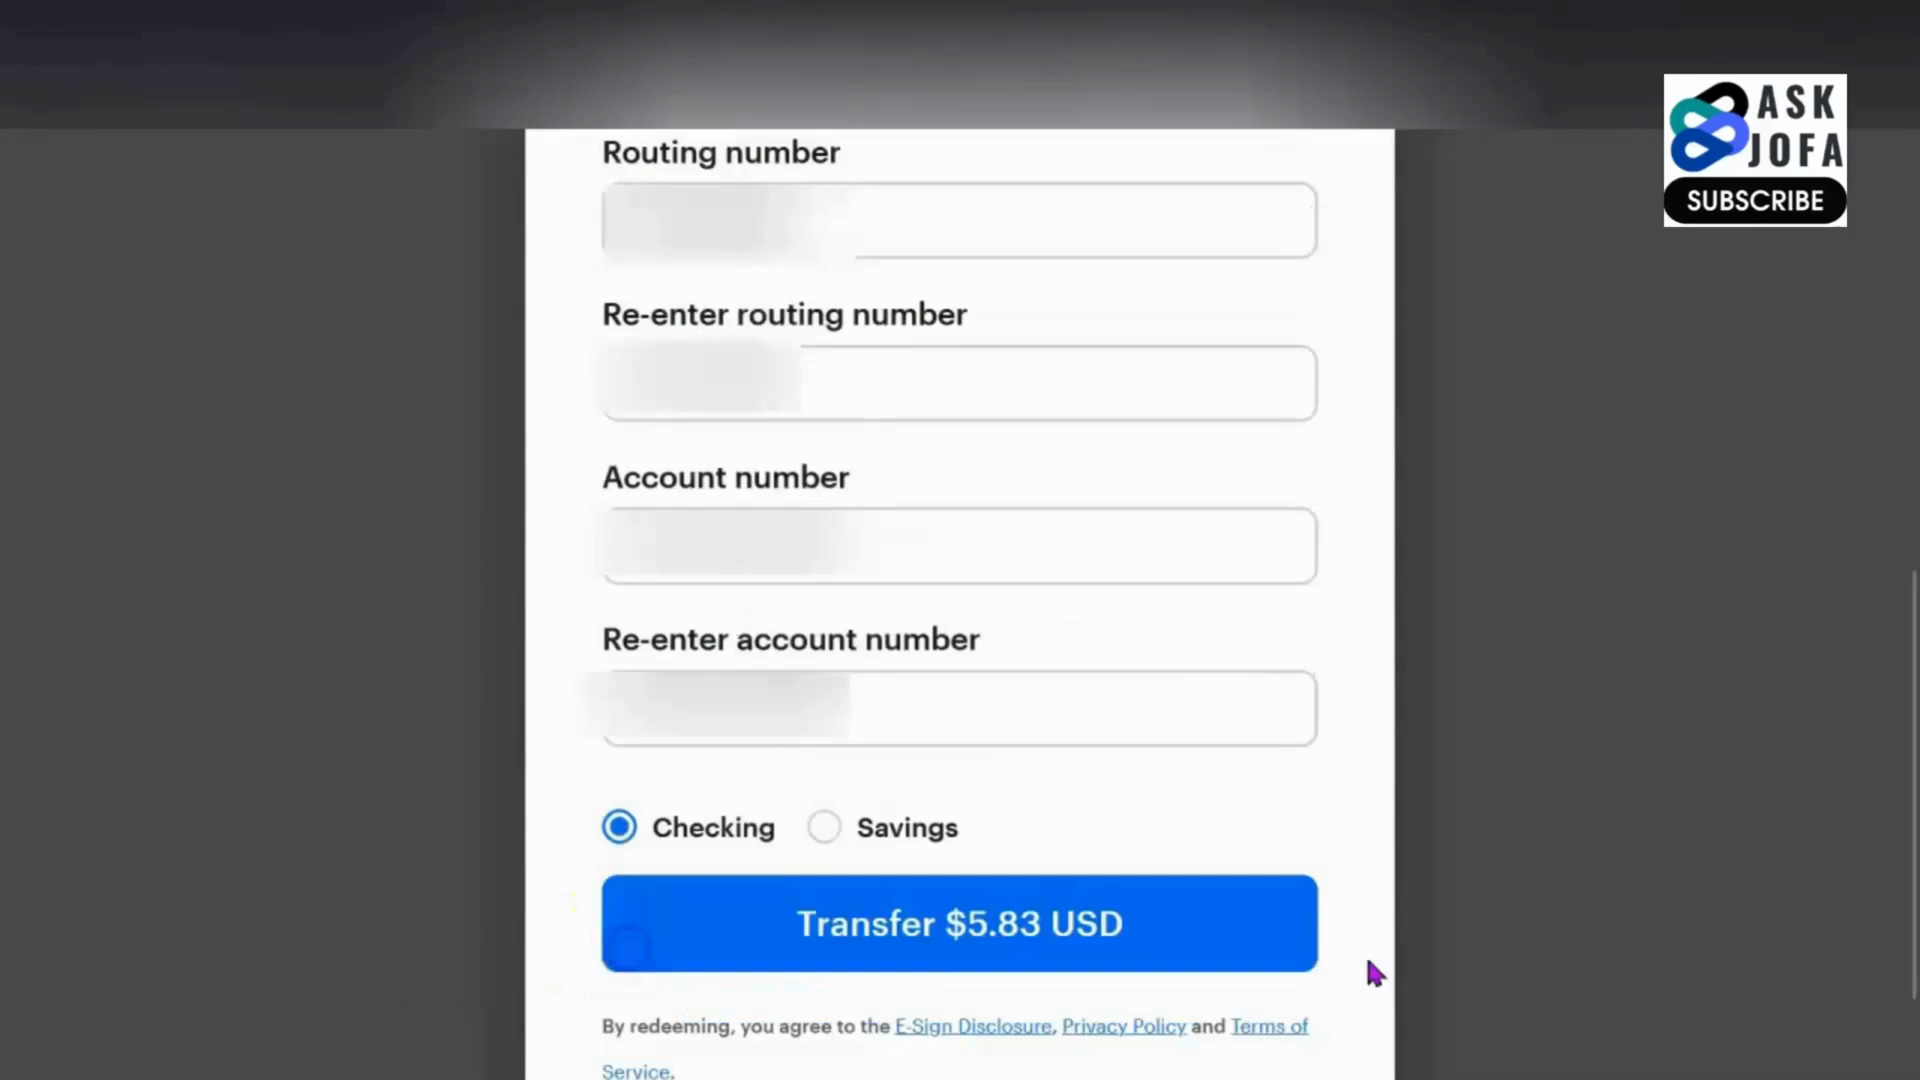 ASK
JOFA
SUBSCRIBE
Routing number
Re-enter routing number
Account number
Re-enter account number
Checking Savings
Transfer $5.83 USD
By redeeming, you agree to the E-Sign Disclosure, Privacy Policy and Terms of
Service.